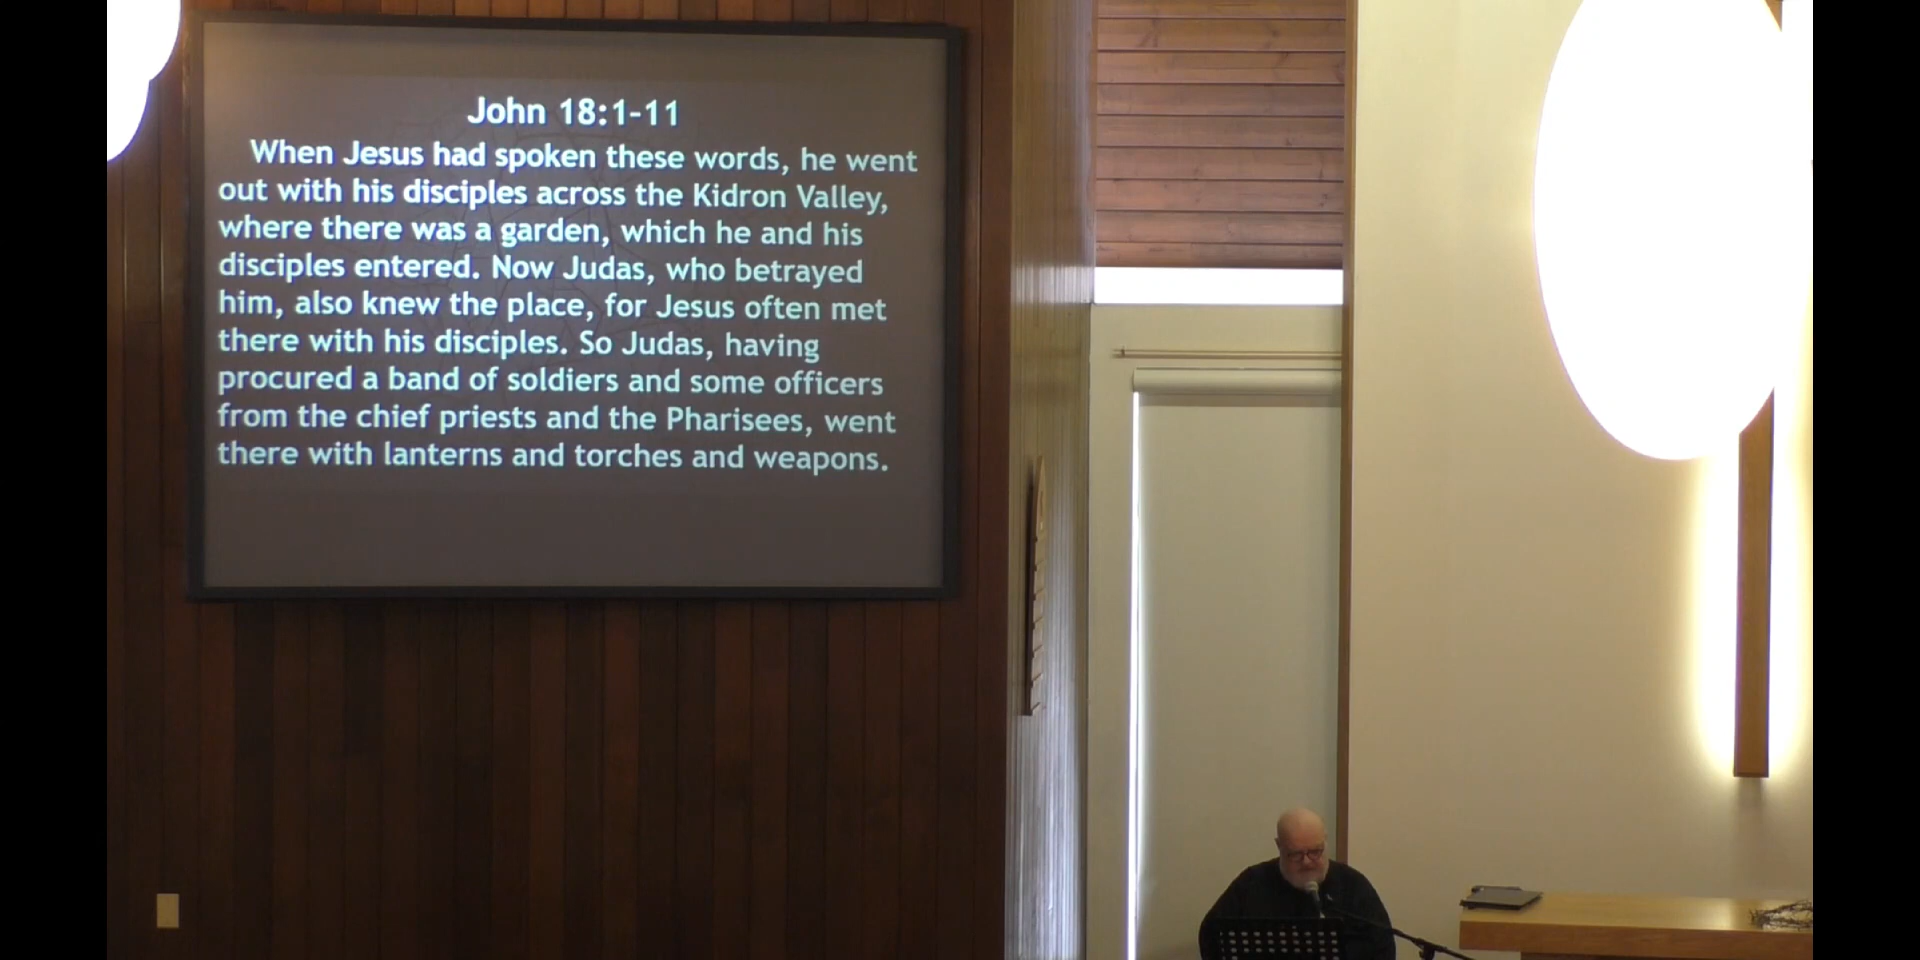 John 18:1-11
When Jesus had spoken these words, he went
out with his disciples across the Kidron Valley,
where there was a garden, which he and his
disciples entered. Now Judas, who betrayed
him, also knew the place, for Jesus often met
there with his disciples. So Judas, having
procured a band of soldiers and some officers
from the chief priests and the Pharisees, went
there with lanterns and torches and weapons.